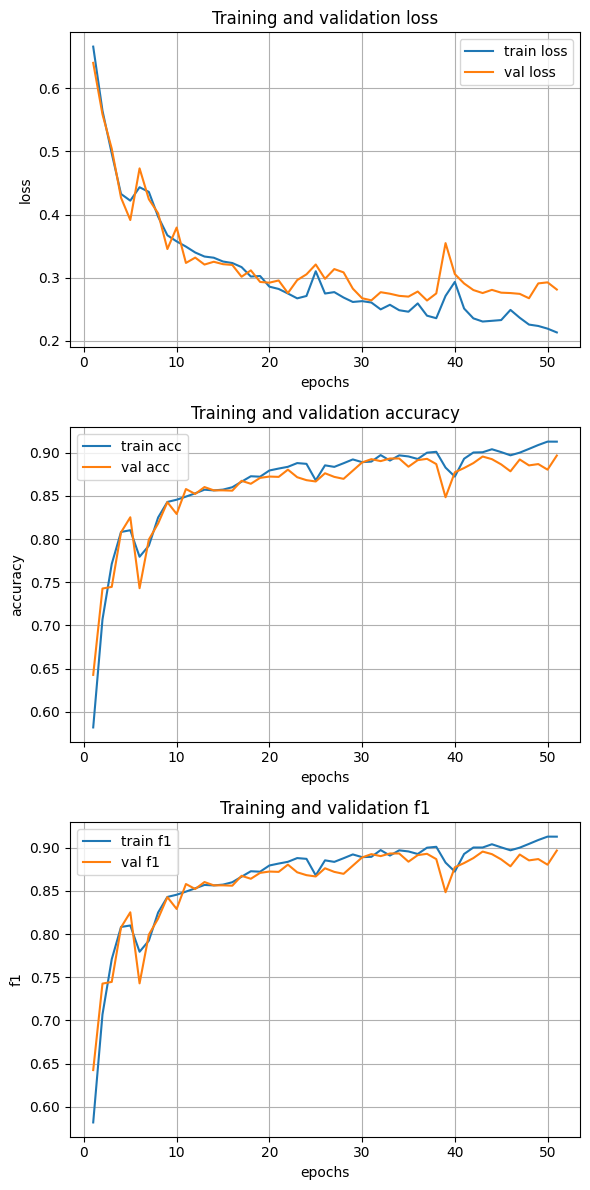 Training and validation loss
train loss
val loss
0.6
0.5
0.4
0.3
0.2
loss
0
10
20
30
40
50
epochs
Training and validation accuracy
train acc
val acc
0.90
0.85
0.80
0.75
0.70
0.65
0.60
accuracy
0
10
20
30
40
50
epochs
Training and validation f1
train f1
val f1
0.90
0.85
0.80
0.75
0.70
0.65
0.60
f1
0
10
20
30
40
50
epochs